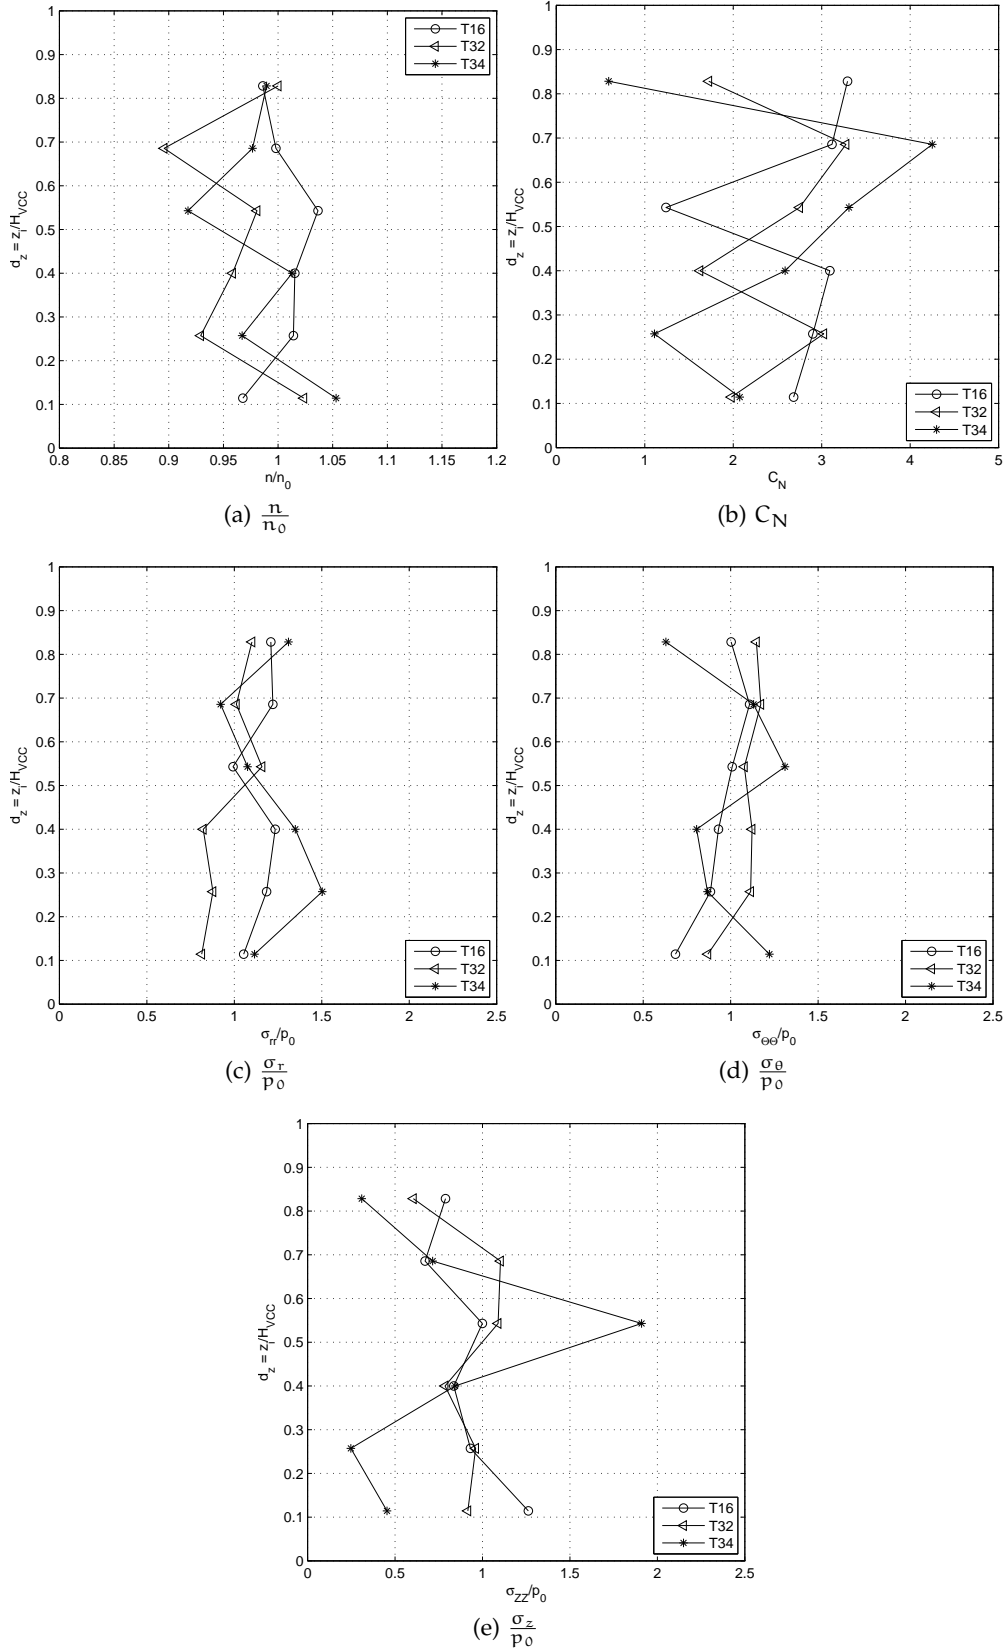 1
0.9
0.8
0.7
0.6
0.5
0.4
0.3
0.2
0.1
0
d_z = z_i/H_VCC
0.8 0.85 0.9 0.95 1 1.05 1.1 1.15 1.2
n/n_0
T16
T32
T34
(a) n/n_0
1
0.9
0.8
0.7
0.6
0.5
0.4
0.3
0.2
0.1
0
d_z = z_i/H_VCC
0 1 2 3 4 5
C_N
T16
T32
T34
(b) C_N
1
0.9
0.8
0.7
0.6
0.5
0.4
0.3
0.2
0.1
0
d_z = z_i/H_VCC
0 0.5 1 1.5 2 2.5
σ_rr/p_0
T16
T32
T34
(c) σ_r/p_0
1
0.9
0.8
0.7
0.6
0.5
0.4
0.3
0.2
0.1
0
d_z = z_i/H_VCC
0 0.5 1 1.5 2 2.5
σ_ΘΘ/p_0
T16
T32
T34
(d) σ_θ/p_0
1
0.9
0.8
0.7
0.6
0.5
0.4
0.3
0.2
0.1
0
d_z = z_i/H_VCC
0 0.5 1 1.5 2 2.5
σ_ZZ/p_0
T16
T32
T34
(e) σ_z/p_0